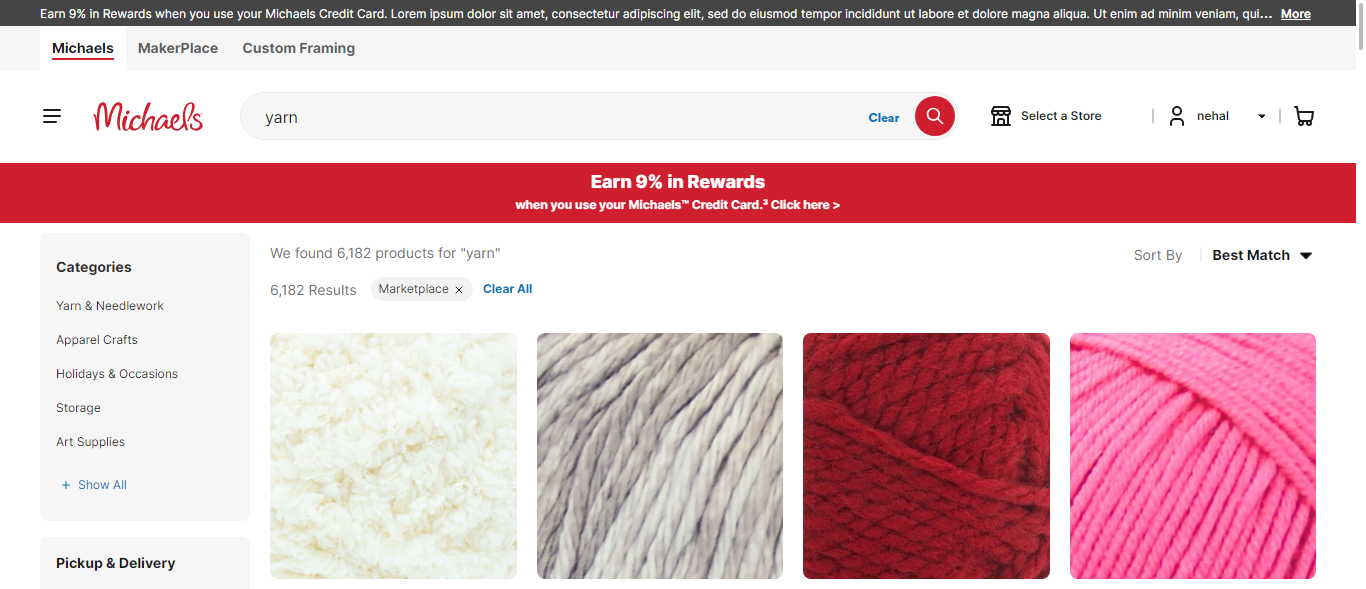 Earn 9% in Rewards when you use your Michaels Credit Card. Lorem ipsum dolor sit amet, consectetur adipiscing elit, sed do eiusmod tempor incididunt ut labore et dolore magna aliqua. Ut enim ad minim veniam, qui... More
Michaels MakerPlace Custom Framing
Michaels yarn Clear Select a Store nehal
Earn 9% in Rewards
when you use your Michaels™ Credit Card.³ Click here >
We found 6,182 products for "yarn" Sort By Best Match
6,182 Results Marketplace × Clear All
Categories
Yarn & Needlework
Apparel Crafts
Holidays & Occasions
Storage
Art Supplies
+ Show All
Pickup & Delivery